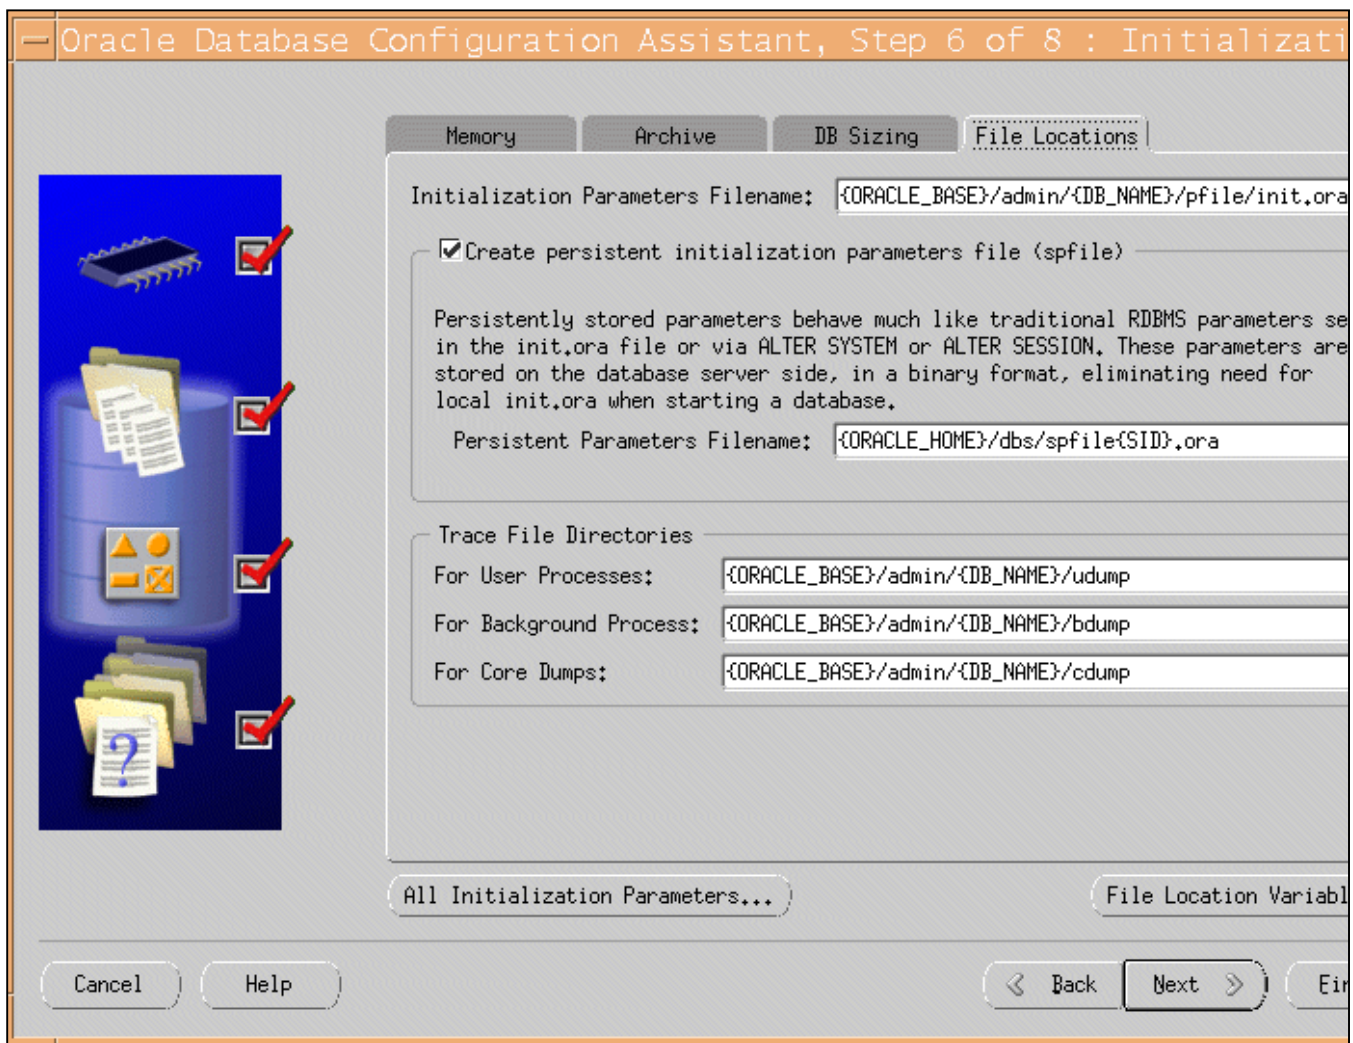 Oracle Database Configuration Assistant, Step 6 of 8 : Initializati
Memory
Archive
DB Sizing
File Locations
Initialization Parameters Filename: {ORACLE_BASE}/admin/{DB_NAME}/pfile/init.ora
Create persistent initialization parameters file (spfile)
Persistently stored parameters behave much like traditional RDBMS parameters se
in the init.ora file or via ALTER SYSTEM or ALTER SESSION. These parameters are
stored on the database server side, in a binary format, eliminating need for
local init.ora when starting a database.
Persistent Parameters Filename: {ORACLE_HOME}/dbs/spfile{SID}.ora
Trace File Directories
For User Processes: {ORACLE_BASE}/admin/{DB_NAME}/udump
For Background Process: {ORACLE_BASE}/admin/{DB_NAME}/bdump
For Core Dumps: {ORACLE_BASE}/admin/{DB_NAME}/cdump
?
All Initialization Parameters...
File Location Variabl
Cancel
Help
Back
Next